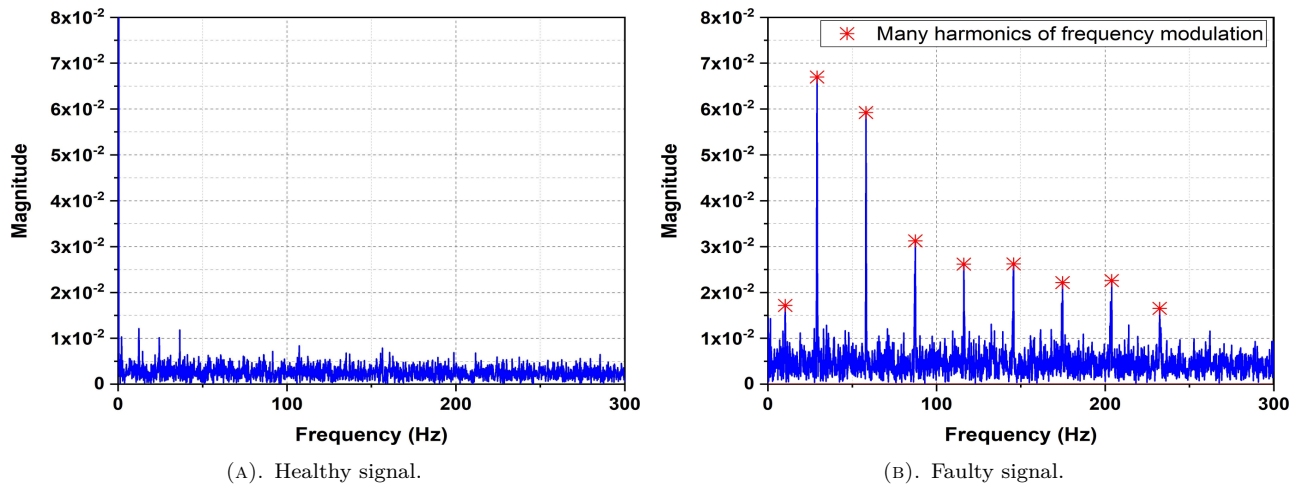 8x10⁻²
7x10⁻²
6x10⁻²
5x10⁻²
4x10⁻²
3x10⁻²
2x10⁻²
1x10⁻²
0
Magnitude
0 100 200 300
Frequency (Hz)
(A). Healthy signal.
Many harmonics of frequency modulation
8x10⁻²
7x10⁻²
6x10⁻²
5x10⁻²
4x10⁻²
3x10⁻²
2x10⁻²
1x10⁻²
0
Magnitude
0 100 200 300
Frequency (Hz)
(B). Faulty signal.